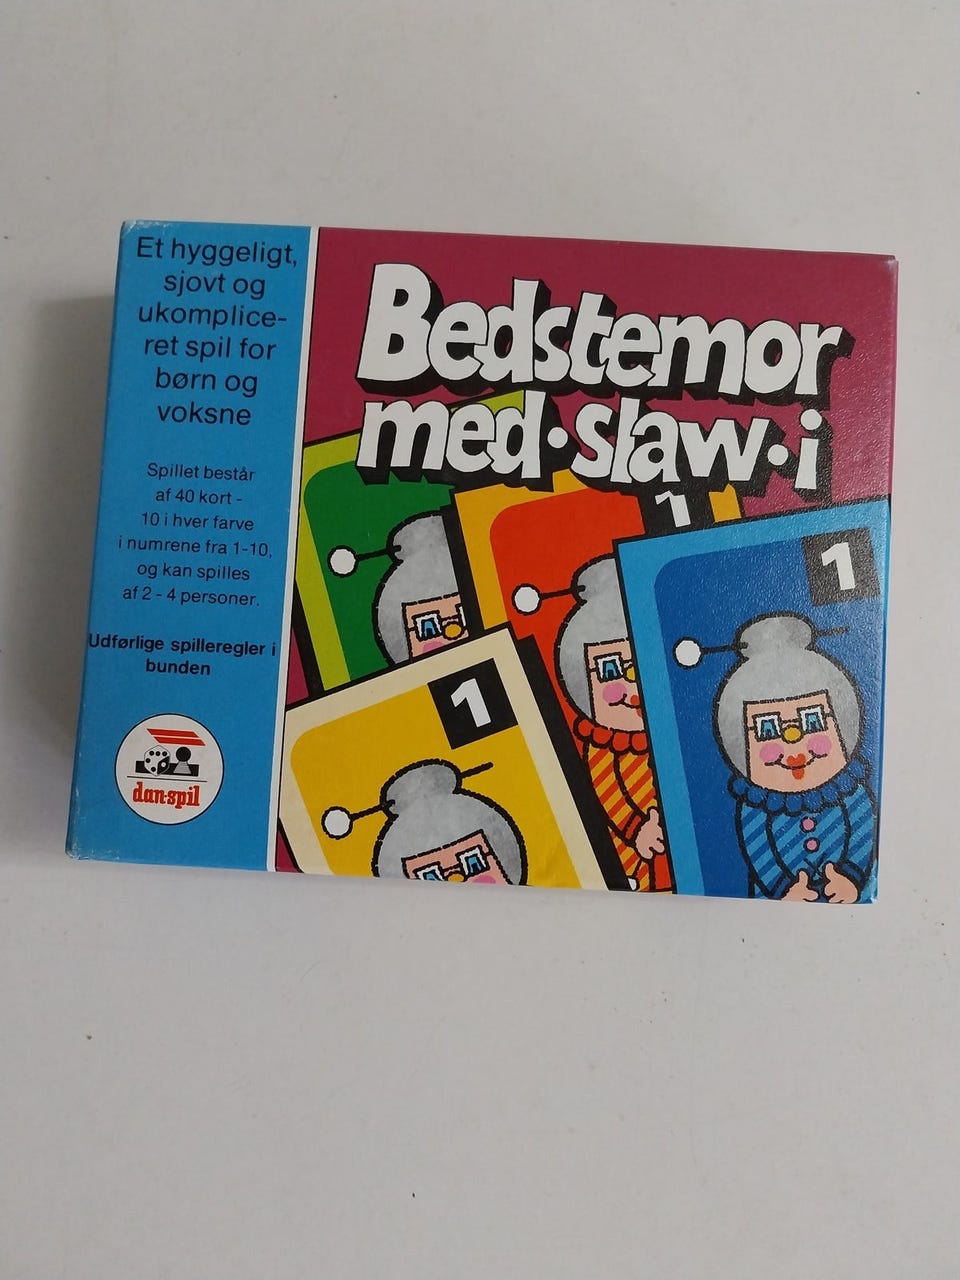 Et hyggeligt,
sjovt og
ukomplice-
ret spil for
børn og
voksne
Spillet består
af 40 kort -
10 i hver farve
i numrene fra 1-10,
og kan spilles
af 2 - 4 personer.
Udførlige spilleregler i
bunden
dan-spil
Bedstemor
med·slaw·i
1
1
1